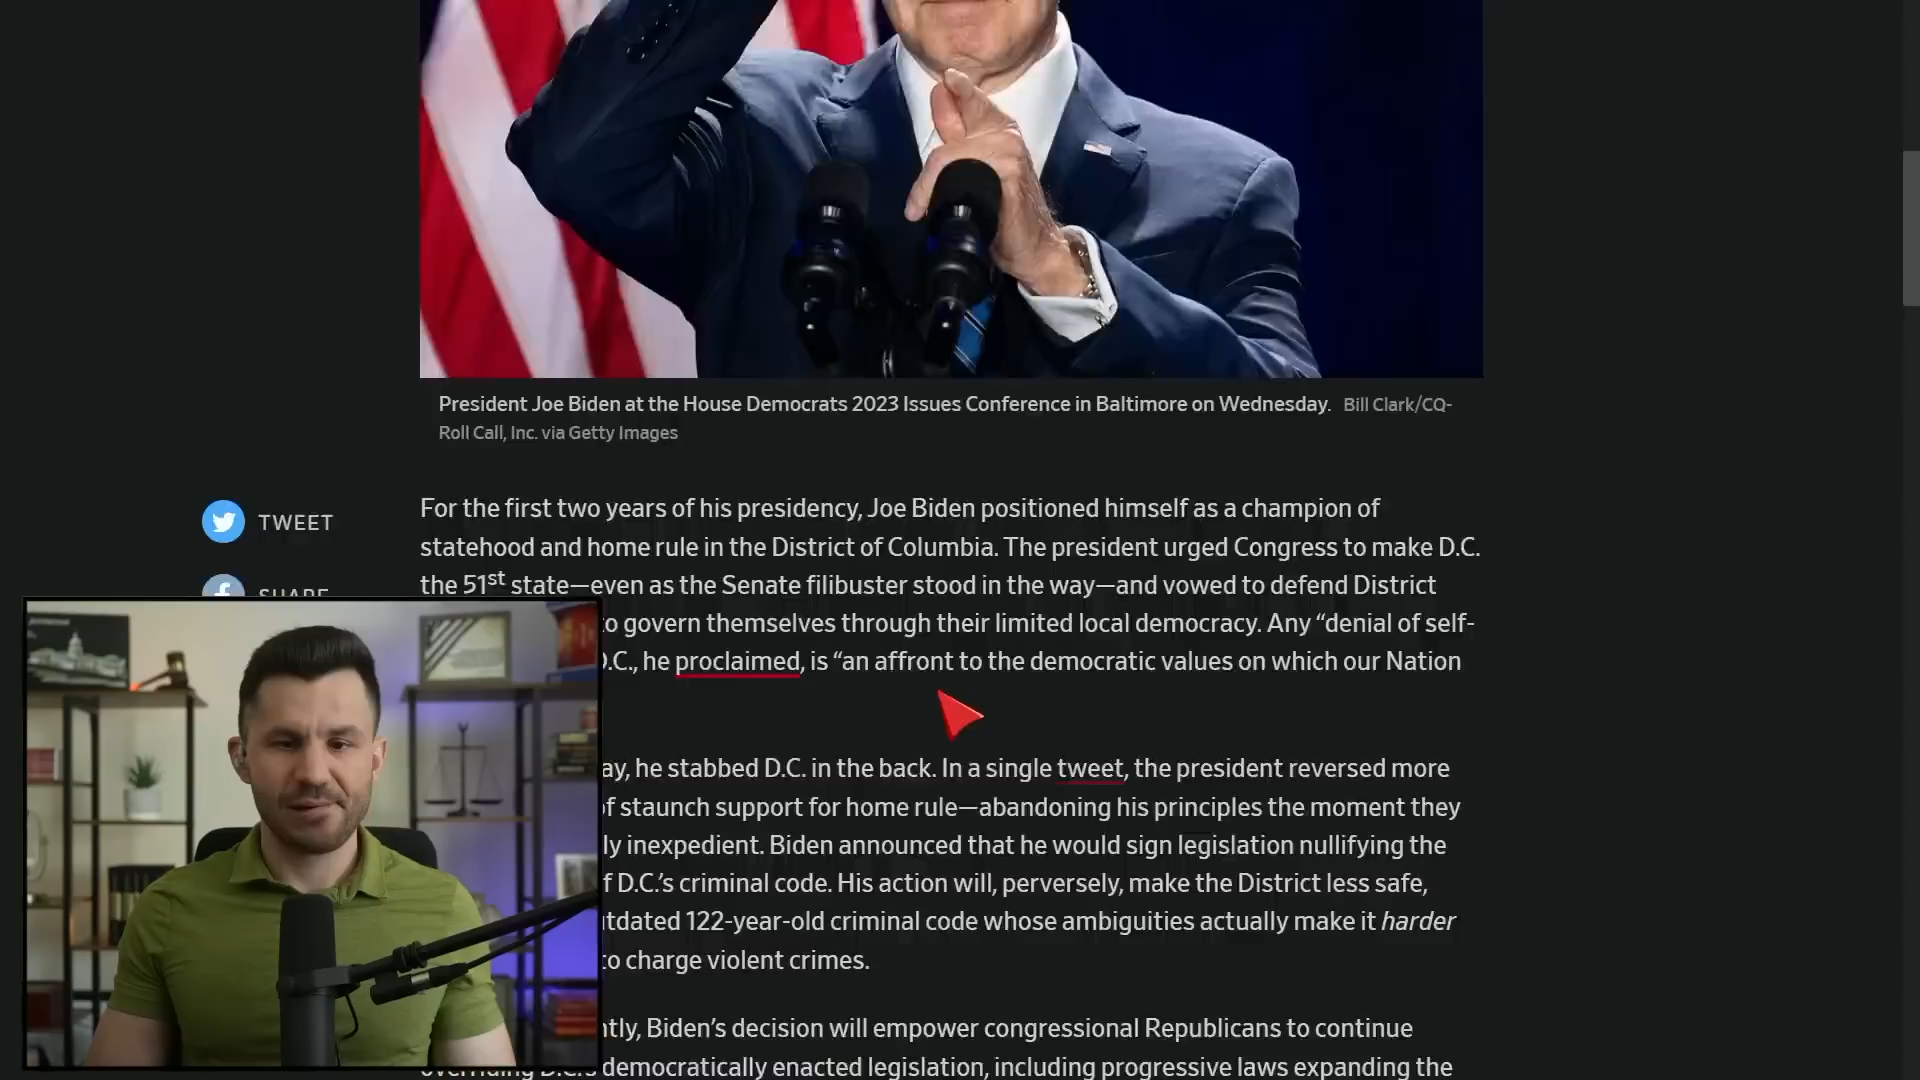 President Joe Biden at the House Democrats 2023 Issues Conference in Baltimore on Wednesday. Bill Clark/CQ-
Roll Call, Inc. via Getty Images
TWEET
SHARE
For the first two years of his presidency, Joe Biden positioned himself as a champion of
statehood and home rule in the District of Columbia. The president urged Congress to make D.C.
the 51st state—even as the Senate filibuster stood in the way—and vowed to defend District
to govern themselves through their limited local democracy. Any “denial of self-
D.C., he proclaimed, is “an affront to the democratic values on which our Nation
ay, he stabbed D.C. in the back. In a single tweet, the president reversed more
of staunch support for home rule—abandoning his principles the moment they
ly inexpedient. Biden announced that he would sign legislation nullifying the
f D.C.’s criminal code. His action will, perversely, make the District less safe,
utdated 122-year-old criminal code whose ambiguities actually make it harder
to charge violent crimes.
ntly, Biden’s decision will empower congressional Republicans to continue
overriding D.C.’s democratically enacted legislation, including progressive laws expanding the